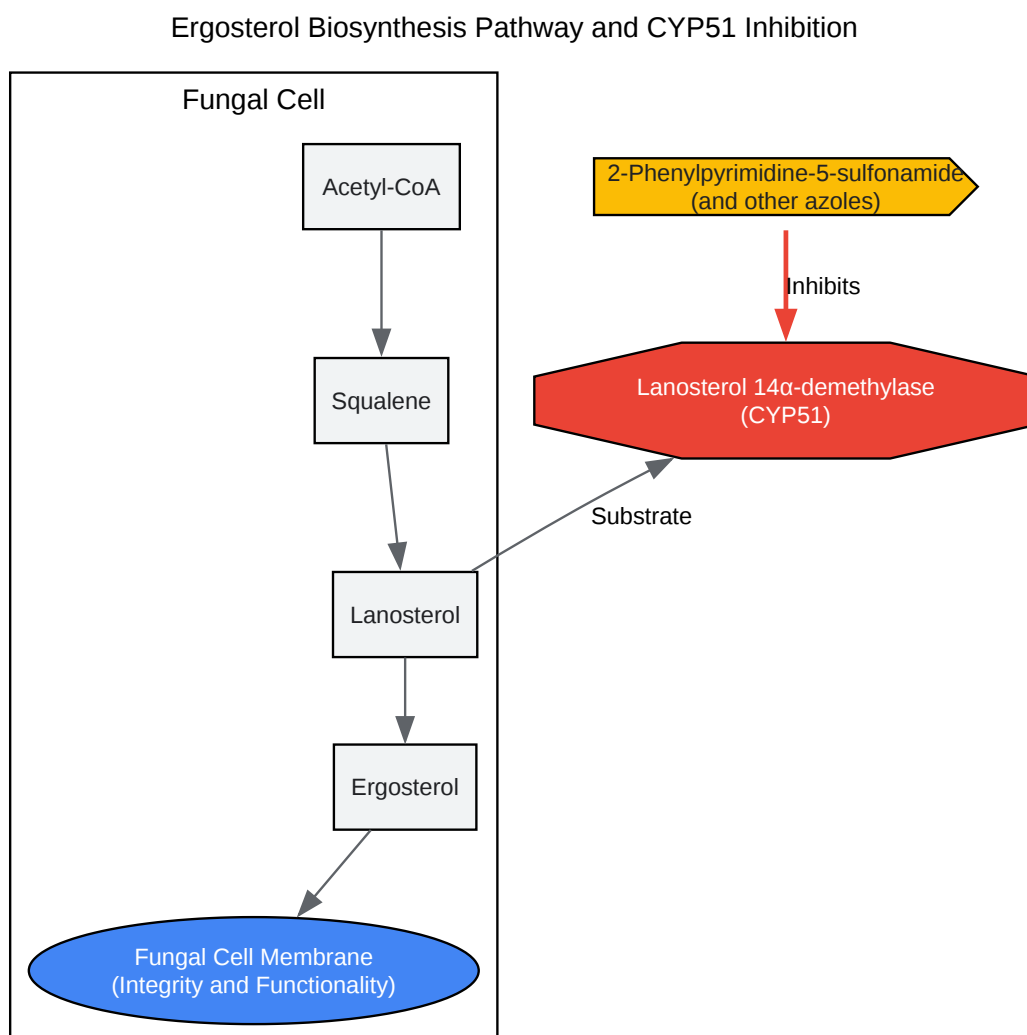 Ergosterol Biosynthesis Pathway and CYP51 Inhibition
Fungal Cell
Acetyl-CoA
2-Phenylpyrimidine-5-sulfonamide
(and other azoles)
Inhibits
Squalene
Lanosterol 14α-demethylase
(CYP51)
Substrate
Lanosterol
Ergosterol
Fungal Cell Membrane
(Integrity and Functionality)